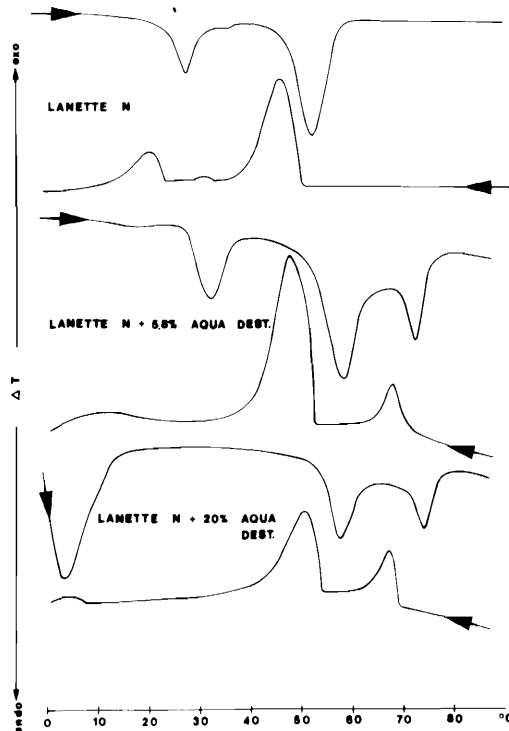 exo
LANETTE N
LANETTE N + 5,8% AQUA DEST.
ΔT
LANETTE N + 20% AQUA
DEST.
endo
0 10 20 30 40 50 60 70 80 °C